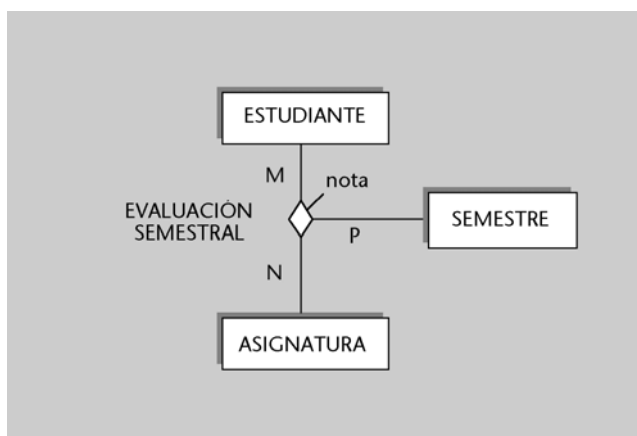 ESTUDIANTE
M
nota
EVALUACIÓN
SEMESTRAL
P
SEMESTRE
N
ASIGNATURA